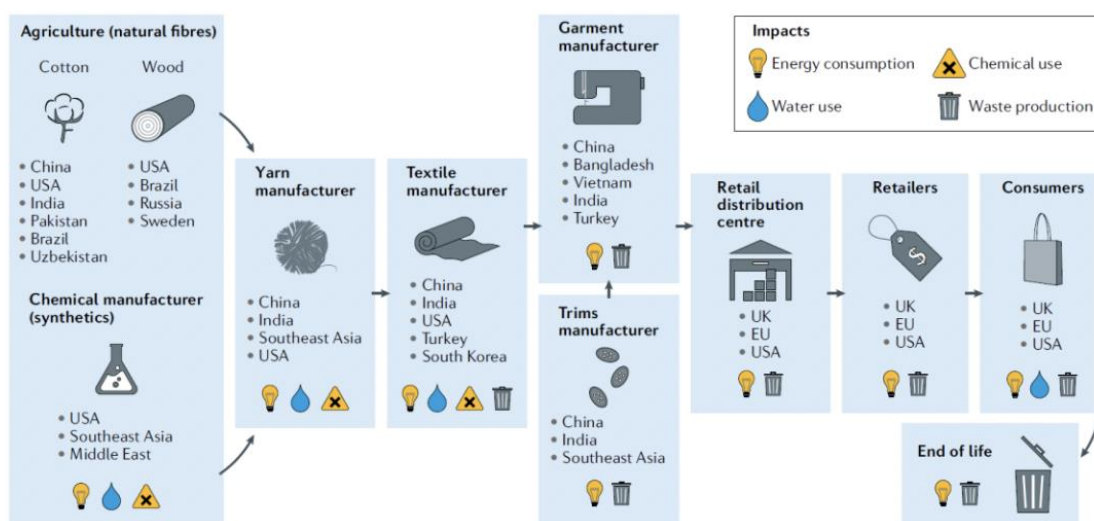 Agriculture (natural fibres)
Cotton
Wood
• China
• USA
• India
• Pakistan
• Brazil
• Uzbekistan
• USA
• Brazil
• Russia
• Sweden
Chemical manufacturer
(synthetics)
• USA
• Southeast Asia
• Middle East
Yarn
manufacturer
• China
• India
• Southeast Asia
• USA
Textile
manufacturer
• China
• India
• USA
• Turkey
• South Korea
Garment
manufacturer
• China
• Bangladesh
• Vietnam
• India
• Turkey
Trims
manufacturer
• China
• India
• Southeast Asia
Impacts
Energy consumption
Chemical use
Water use
Waste production
Retail
distribution
centre
• UK
• EU
• USA
Retailers
$
• UK
• EU
• USA
Consumers
• UK
• EU
• USA
End of life